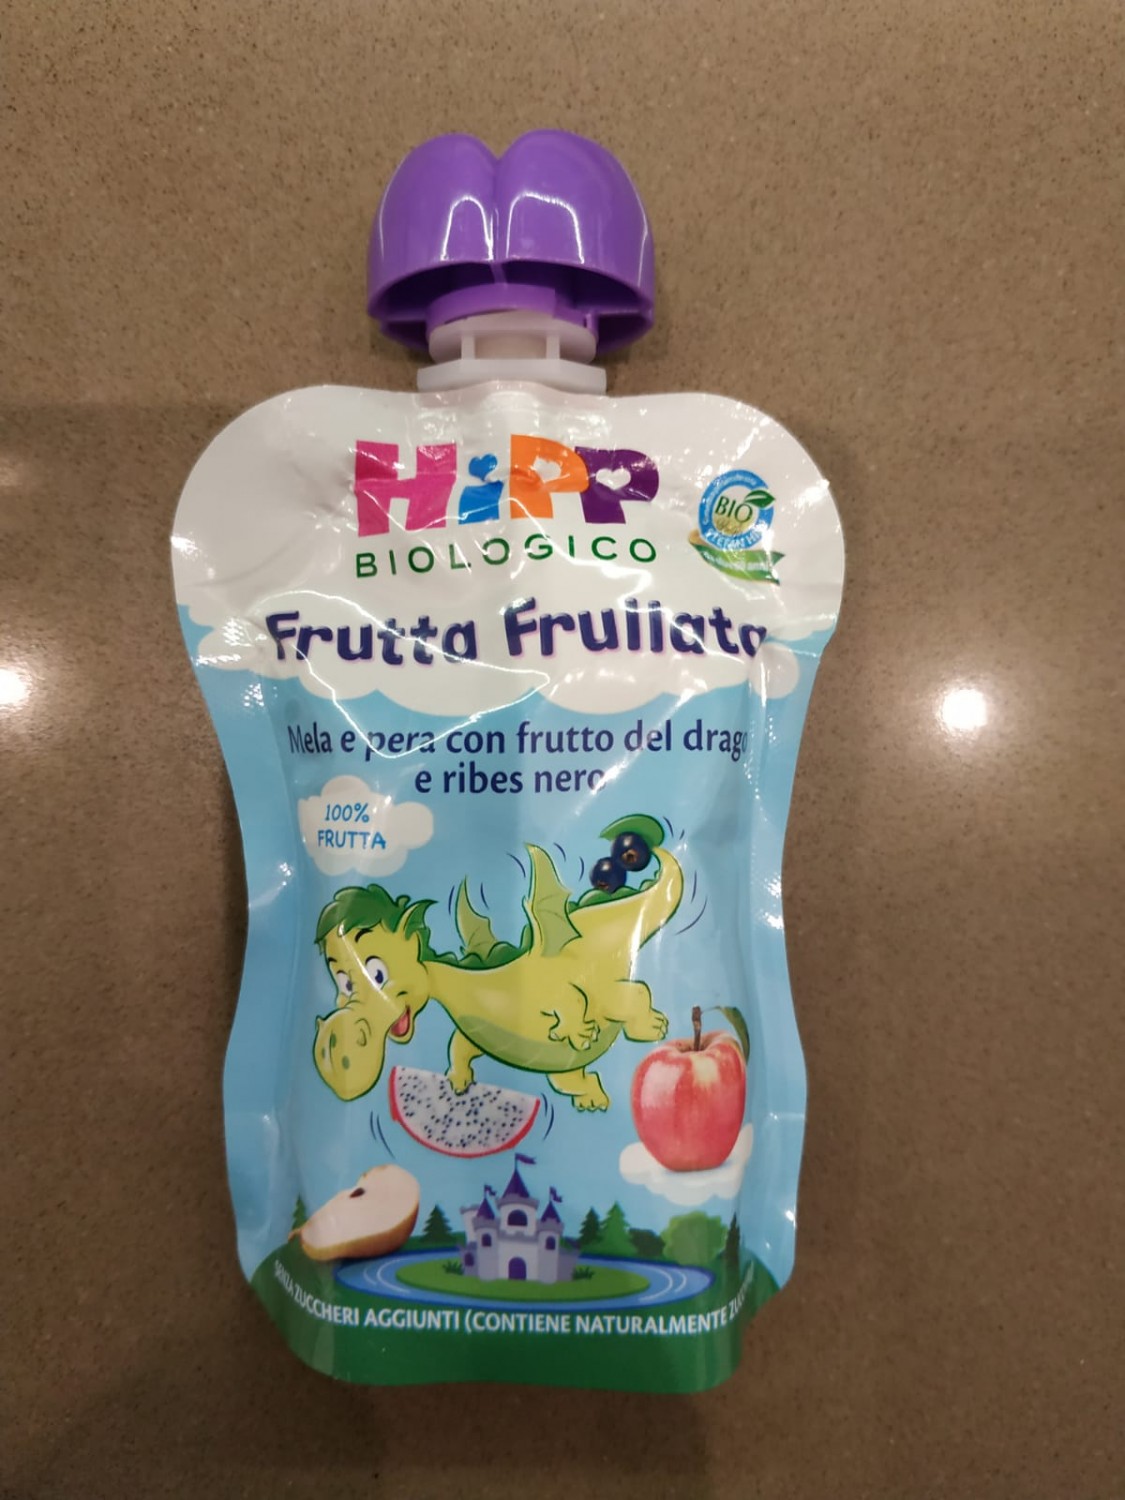 HiPP
BIOLOGICO
BIO
Frutta Frullata
Mela e pera con frutto del drago
e ribes nero
100%
FRUTTA
SENZA ZUCCHERI AGGIUNTI (CONTIENE NATURALMENTE